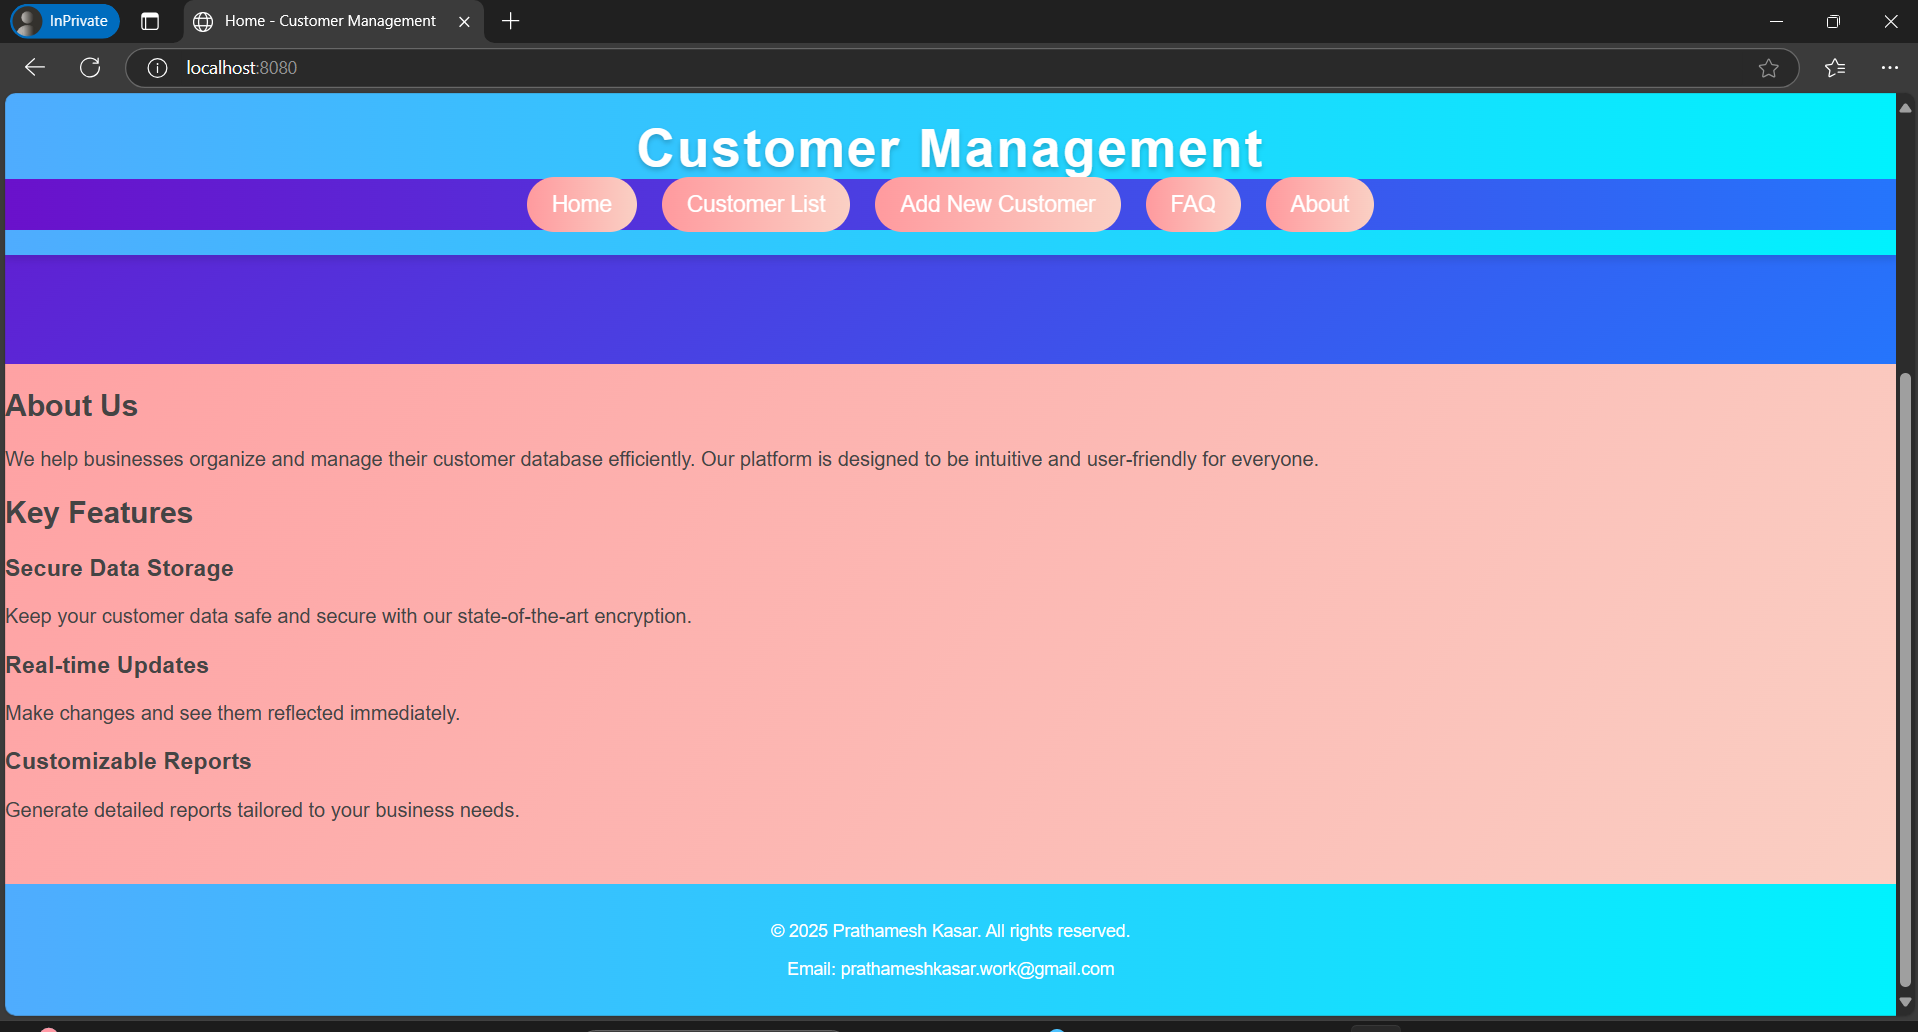 InPrivate
Home - Customer Management
localhost:8080
Customer Management
Home Customer List Add New Customer FAQ About
About Us
We help businesses organize and manage their customer database efficiently. Our platform is designed to be intuitive and user-friendly for everyone.
Key Features
Secure Data Storage
Keep your customer data safe and secure with our state-of-the-art encryption.
Real-time Updates
Make changes and see them reflected immediately.
Customizable Reports
Generate detailed reports tailored to your business needs.
© 2025 Prathamesh Kasar. All rights reserved.
Email: prathameshkasar.work@gmail.com